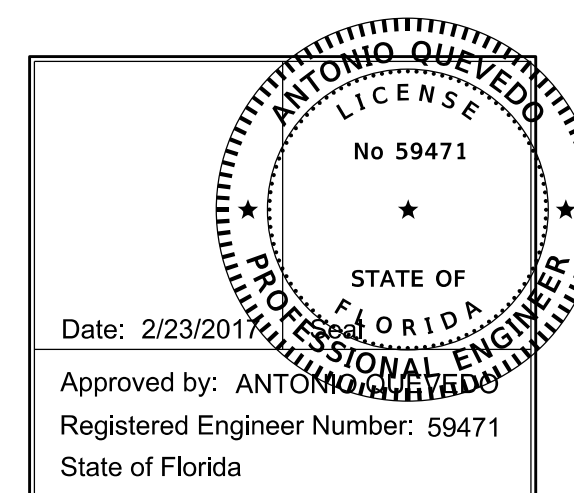 ANTONIO QUEVEDO
LICENSE
No 59471
STATE OF
FLORIDA
PROFESSIONAL ENGINEER
Date: 2/23/2017 Seal
Approved by: ANTONIO QUEVEDO
Registered Engineer Number: 59471
State of Florida